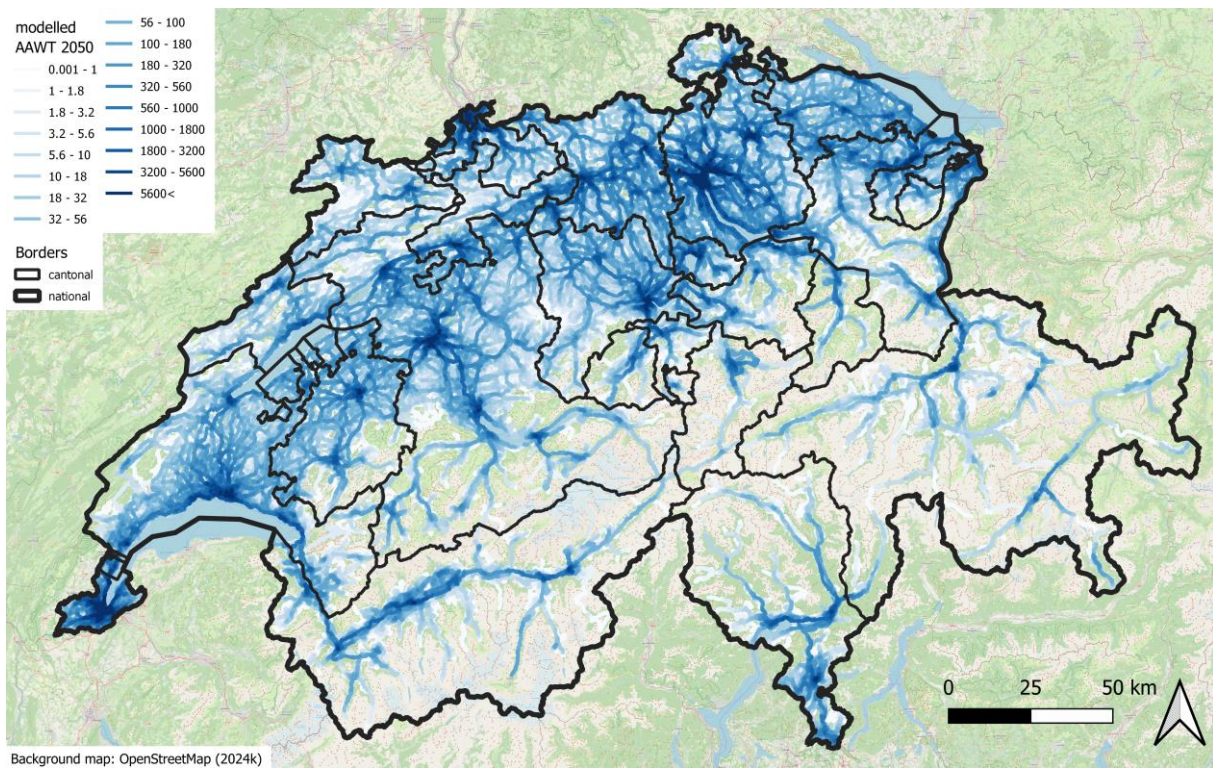 modelled
AAWT 2050
0.001 - 1
1 - 1.8
1.8 - 3.2
3.2 - 5.6
5.6 - 10
10 - 18
18 - 32
32 - 56
56 - 100
100 - 180
180 - 320
320 - 560
560 - 1000
1000 - 1800
1800 - 3200
3200 - 5600
5600<
Borders
cantonal
national
0 25 50 km
Background map: OpenStreetMap (2024k)